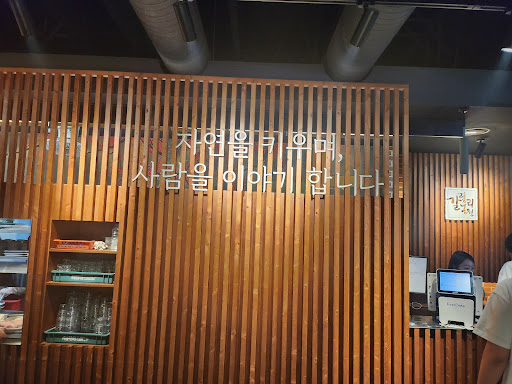 자연을 키우며,
사람을 이야기 합니다